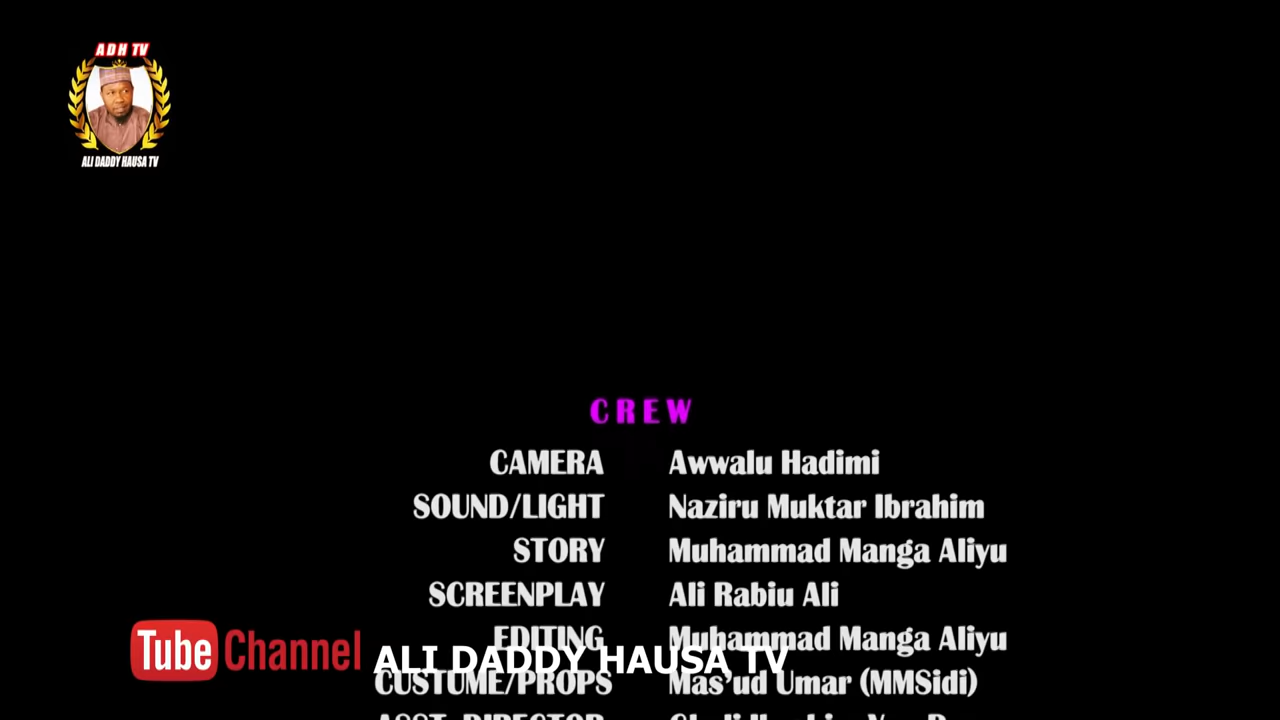 ADH TV
ALI DADDY HAUSA TV
CREW
CAMERA Awwalu Hadimi
SOUND/LIGHT Naziru Muktar Ibrahim
STORY Muhammad Manga Aliyu
SCREENPLAY Ali Rabiu Ali
EDITING Muhammad Manga Aliyu
Tube Channel ALI DADDY HAUSA TV
CUSTUME/PROPS Mas'ud Umar (MMSidi)
ASST. DIRECTOR